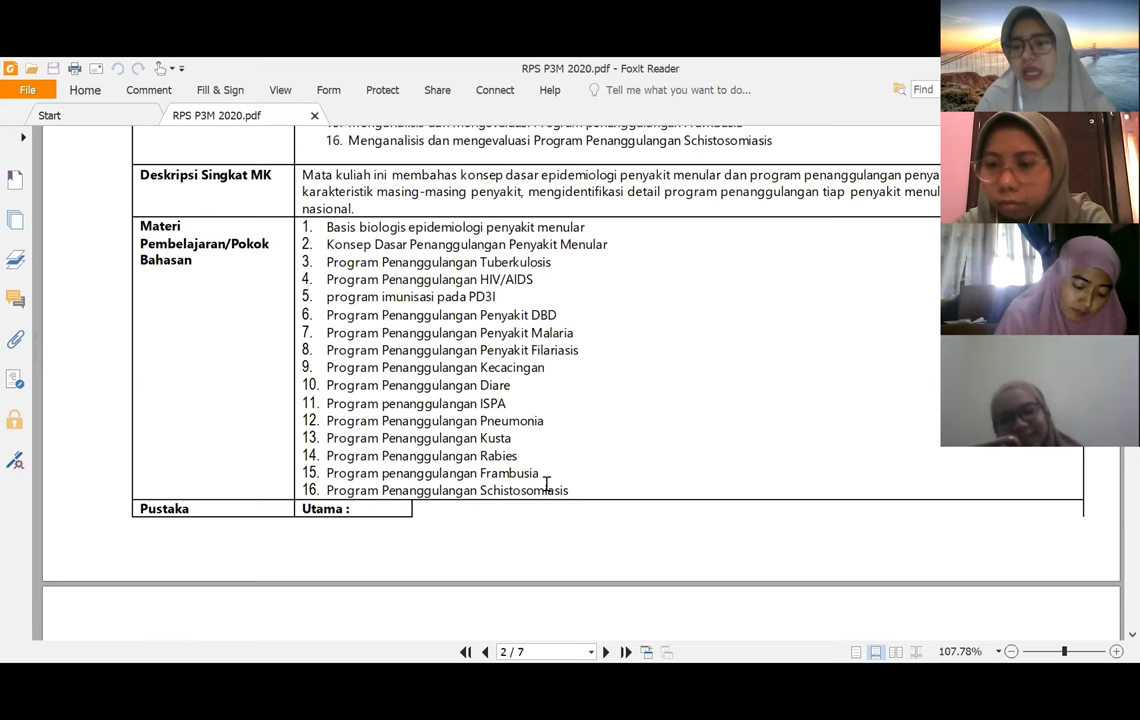 RPS P3M 2020.pdf - Foxit Reader
File Home Comment Fill & Sign View Form Protect Share Connect Help Tell me what you want to do... Find
Start RPS P3M 2020.pdf
16. Menganalisis dan mengevaluasi Program Penanggulangan Schistosomiasis
Deskripsi Singkat MK
Mata kuliah ini membahas konsep dasar epidemiologi penyakit menular dan program penanggulangan penya
karakteristik masing-masing penyakit, mengidentifikasi detail program penanggulangan tiap penyakit menul
nasional.
Materi
Pembelajaran/Pokok
Bahasan
1. Basis biologis epidemiologi penyakit menular
2. Konsep Dasar Penanggulangan Penyakit Menular
3. Program Penanggulangan Tuberkulosis
4. Program Penanggulangan HIV/AIDS
5. program imunisasi pada PD3I
6. Program Penanggulangan Penyakit DBD
7. Program Penanggulangan Penyakit Malaria
8. Program Penanggulangan Penyakit Filariasis
9. Program Penanggulangan Kecacingan
10. Program Penanggulangan Diare
11. Program penanggulangan ISPA
12. Program Penanggulangan Pneumonia
13. Program Penanggulangan Kusta
14. Program Penanggulangan Rabies
15. Program penanggulangan Frambusia
16. Program Penanggulangan Schistosomiasis
Pustaka
Utama :
2 / 7
107.78%